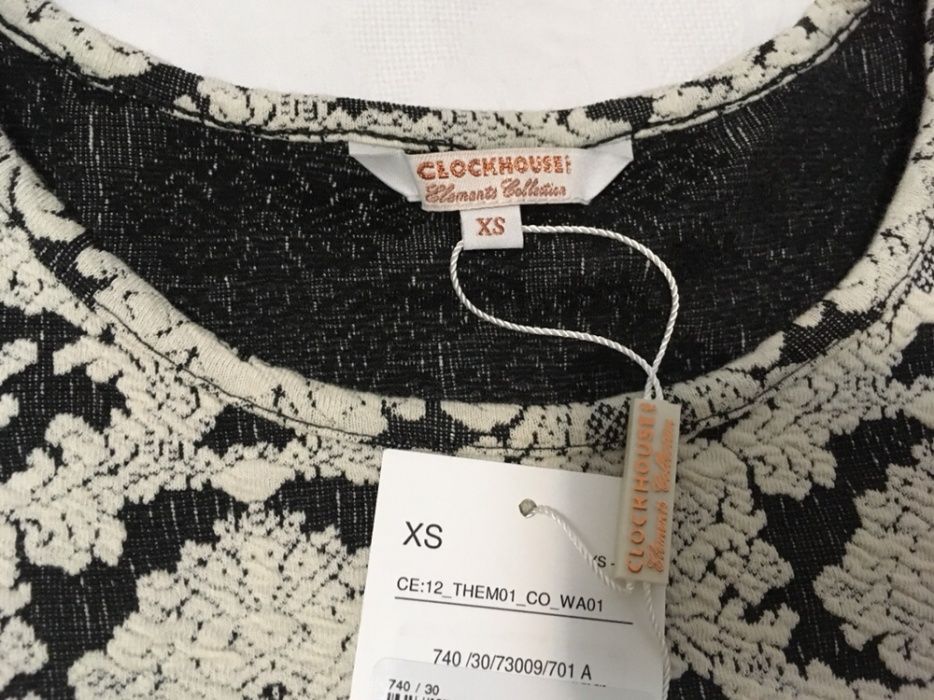 CLOCKHOUSE
Elements Collection
XS
CLOCKHOUSE
Elements Collection
XS
CE:12_THEM01_CO_WA01
740 /30/73009/701 A
740 / 30